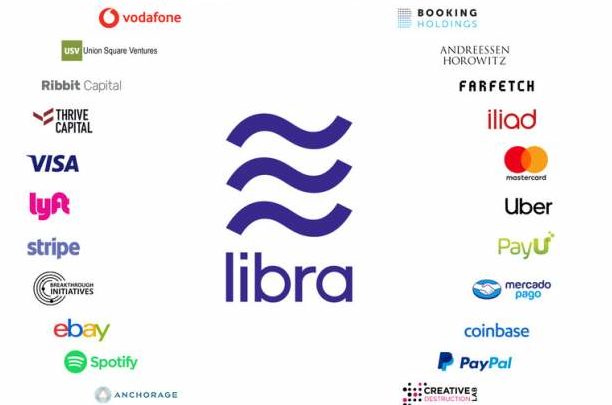 vodafone
USV Union Square Ventures
Ribbit Capital
THRIVE
CAPITAL
VISA
lyft
stripe
BREAKTHROUGH
INITIATIVES
ebay
Spotify
ANCHORAGE
libra
BOOKING
HOLDINGS
ANDREESSEN
HOROWITZ
FARFETCH
iliad
mastercard
Uber
PayU
mercado
pago
coinbase
PayPal
CREATIVE
DESTRUCTION
LAB